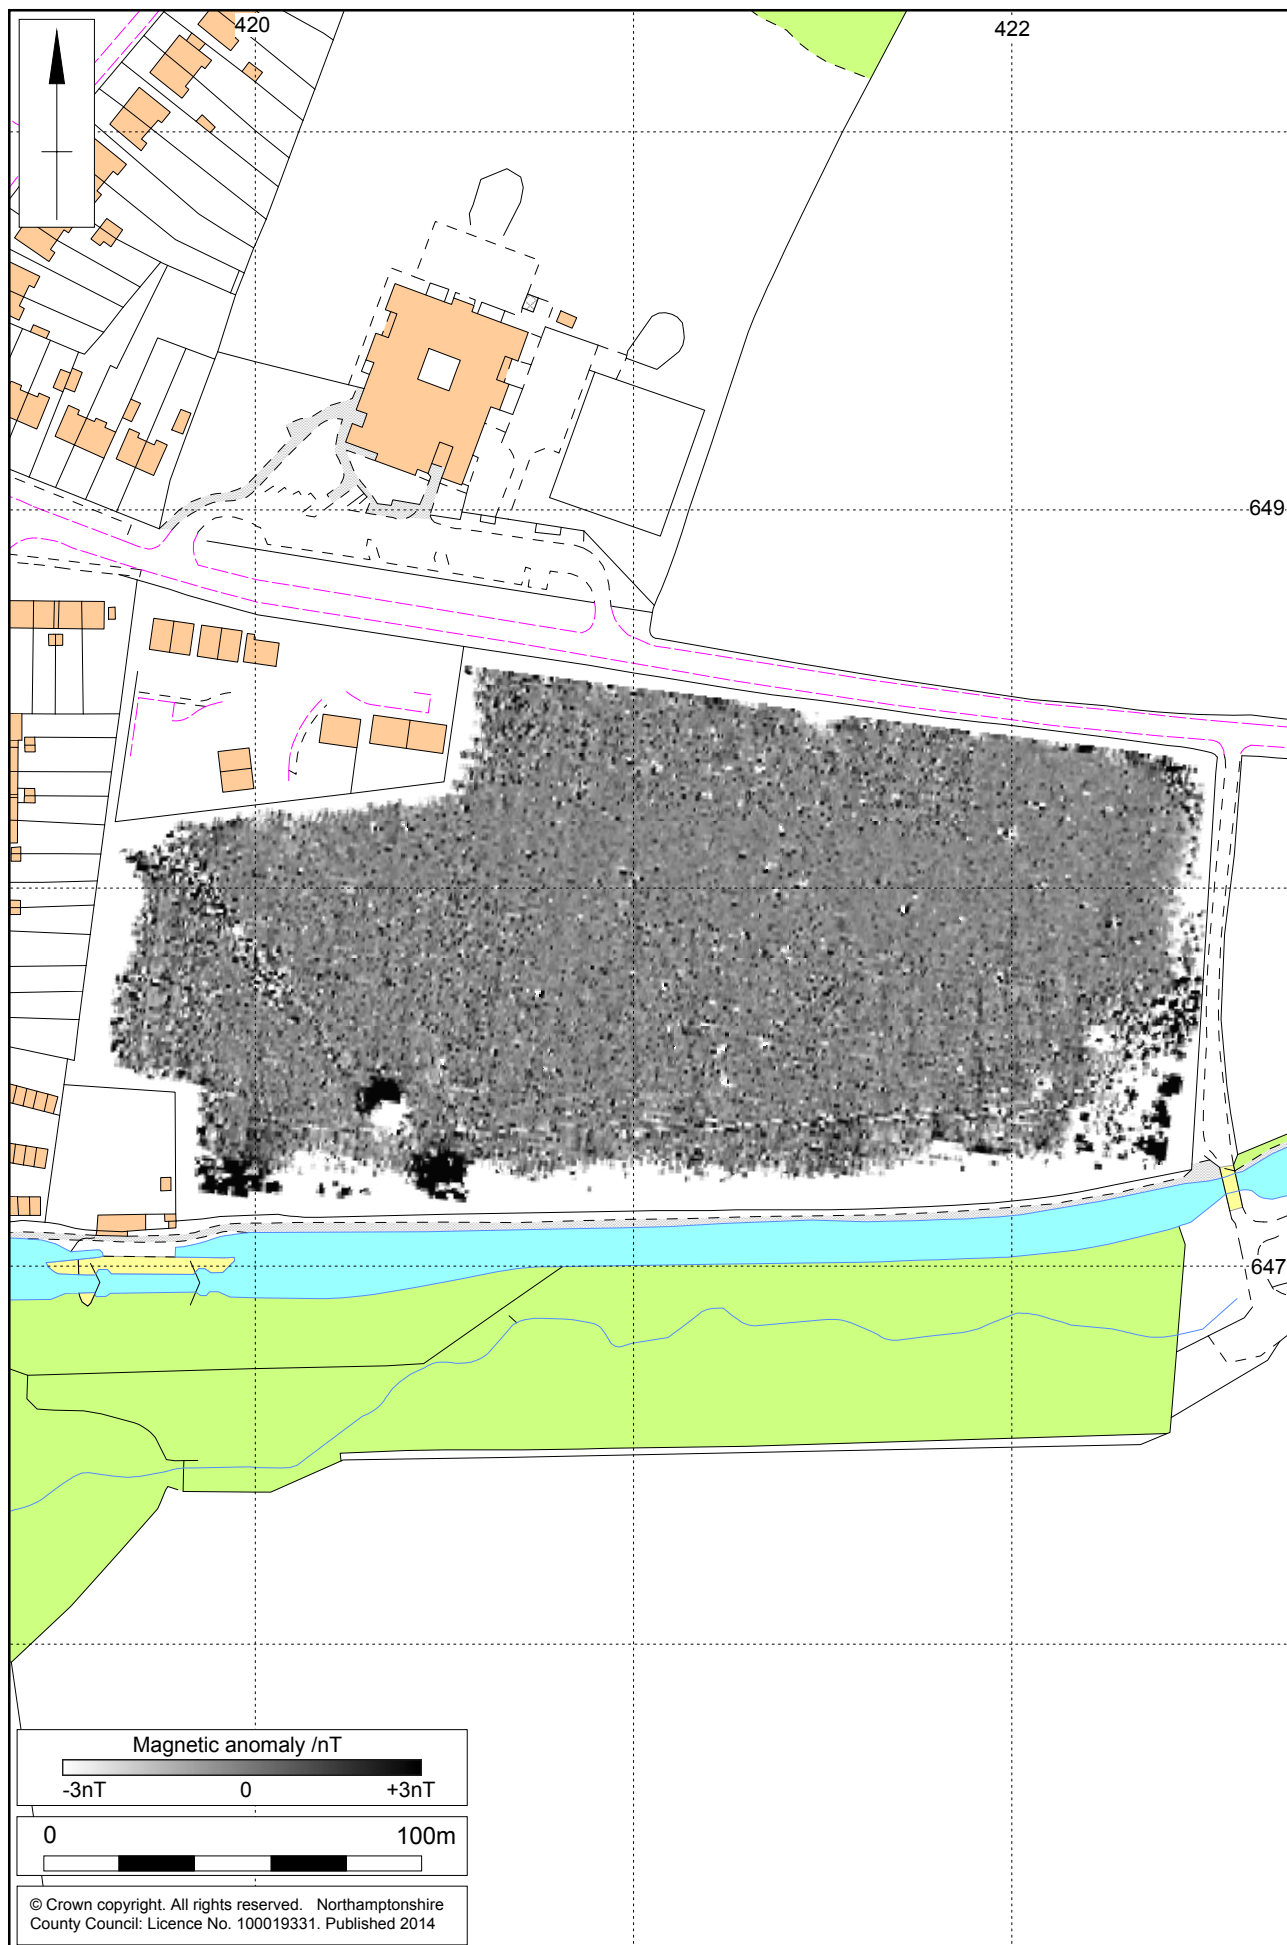 420
422
649
647
Magnetic anomaly /nT
-3nT 0 +3nT
0 100m
© Crown copyright. All rights reserved. Northamptonshire
County Council: Licence No. 100019331. Published 2014